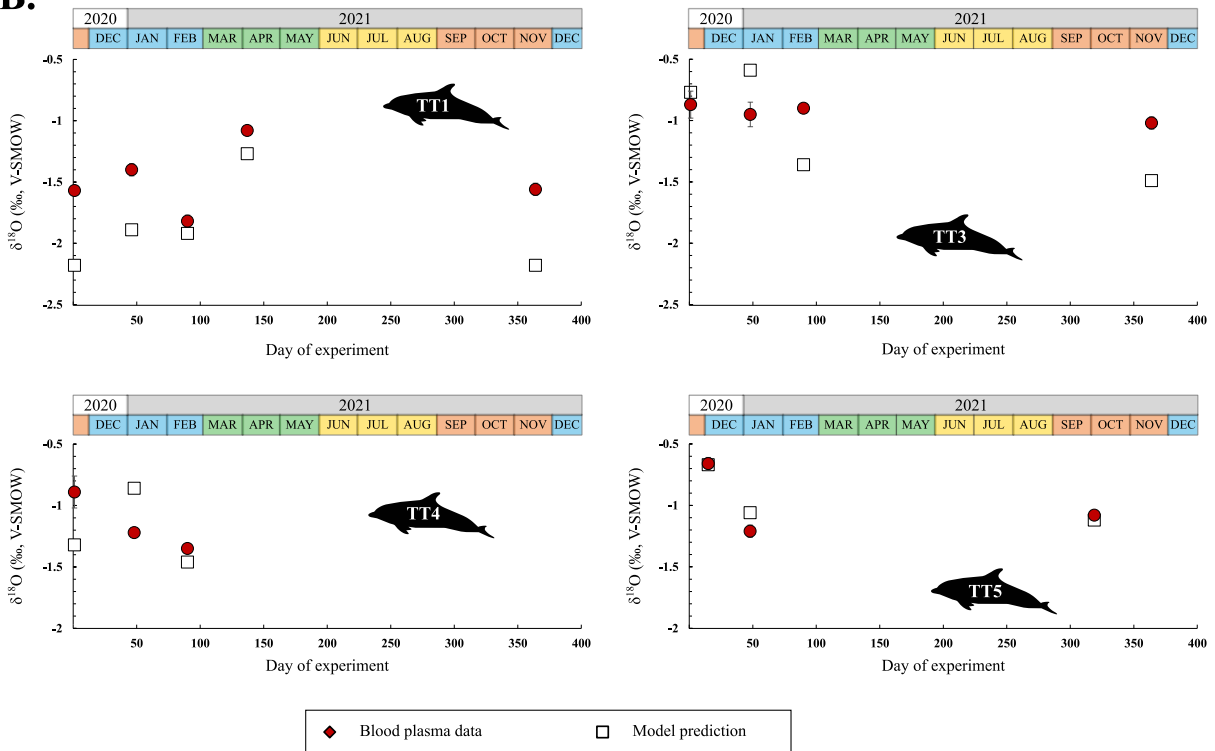 B.
2020 2021
DEC JAN FEB MAR APR MAY JUN JUL AUG SEP OCT NOV DEC
-0.5
-1
-1.5
-2
-2.5
δ18O (‰, V-SMOW)
TT1
50 100 150 200 250 300 350 400
Day of experiment
2020 2021
DEC JAN FEB MAR APR MAY JUN JUL AUG SEP OCT NOV DEC
-0.5
-1
-1.5
-2
-2.5
δ18O (‰, V-SMOW)
TT3
50 100 150 200 250 300 350 400
Day of experiment
2020 2021
DEC JAN FEB MAR APR MAY JUN JUL AUG SEP OCT NOV DEC
-0.5
-1
-1.5
-2
δ18O (‰, V-SMOW)
TT4
50 100 150 200 250 300 350 400
Day of experiment
2020 2021
DEC JAN FEB MAR APR MAY JUN JUL AUG SEP OCT NOV DEC
-0.5
-1
-1.5
-2
δ18O (‰, V-SMOW)
TT5
50 100 150 200 250 300 350 400
Day of experiment
Blood plasma data Model prediction